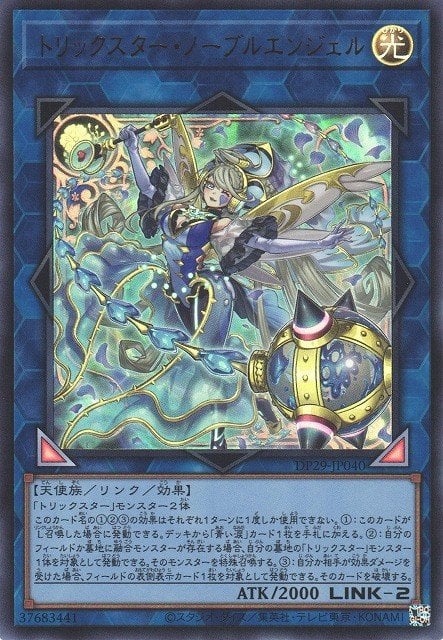 トリックスター・ノーブルエンジェル
光
DP29-JP040
【天使族／リンク／効果】
「トリックスター」モンスター２体
このカード名の①②③の効果はそれぞれ１ターンに１度しか使用できない。①：このカードが
L召喚した場合に発動できる。デッキから「青い涙」カード１枚を手札に加える。②：自分の
フィールドか墓地に融合モンスターが存在する場合、自分の墓地の「トリックスター」モンスター
１体を対象として発動できる。そのモンスターを特殊召喚する。③：自分か相手が効果ダメージを
受けた場合、フィールドの表側表示カード１枚を対象として発動できる。そのカードを破壊する。
ATK/2000 LINK-2
37683441
©スタジオ・ダイス／集英社・テレビ東京・KONAMI